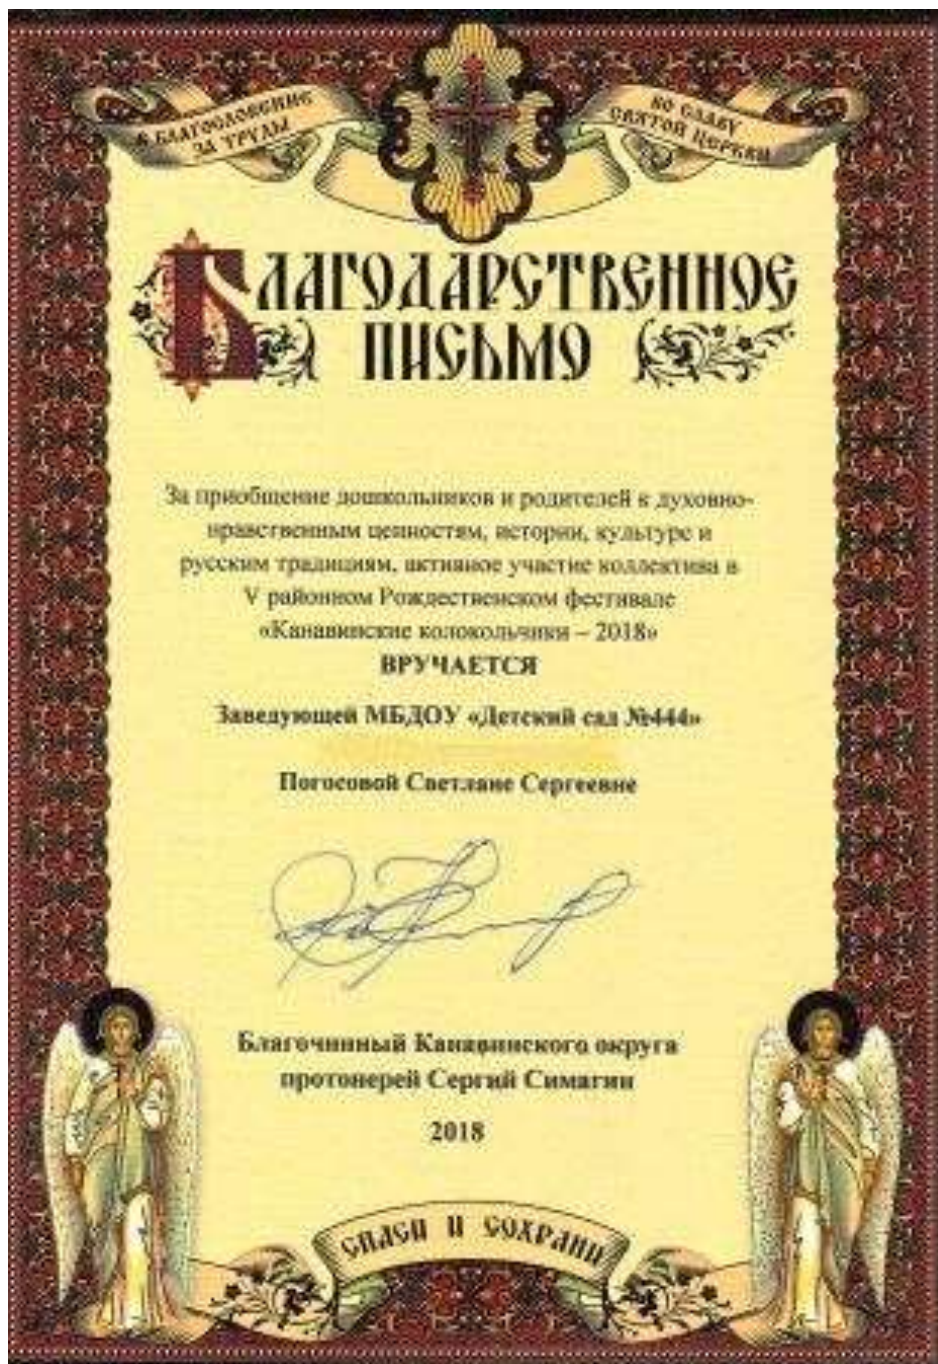 В БЛАГОСЛОВЕНИЕ
ЗА ТРУДЫ
ВО СЛАВУ
СВЯТОЙ ЦЕРКВИ
БЛАГОДАРСТВЕННОЕ
ПИСЬМО
За приобщение дошкольников и родителей к духовно-
нравственным ценностям, истории, культуре и
русским традициям, активное участие коллектива в
V районном Рождественском фестивале
«Канавинские колокольчики – 2018»
ВРУЧАЕТСЯ
Заведующей МБДОУ «Детский сад №444»
Погосовой Светлане Сергеевне
Благочинный Канавинского округа
протоиерей Сергий Симагин
2018
СПАСИ И СОХРАНИ